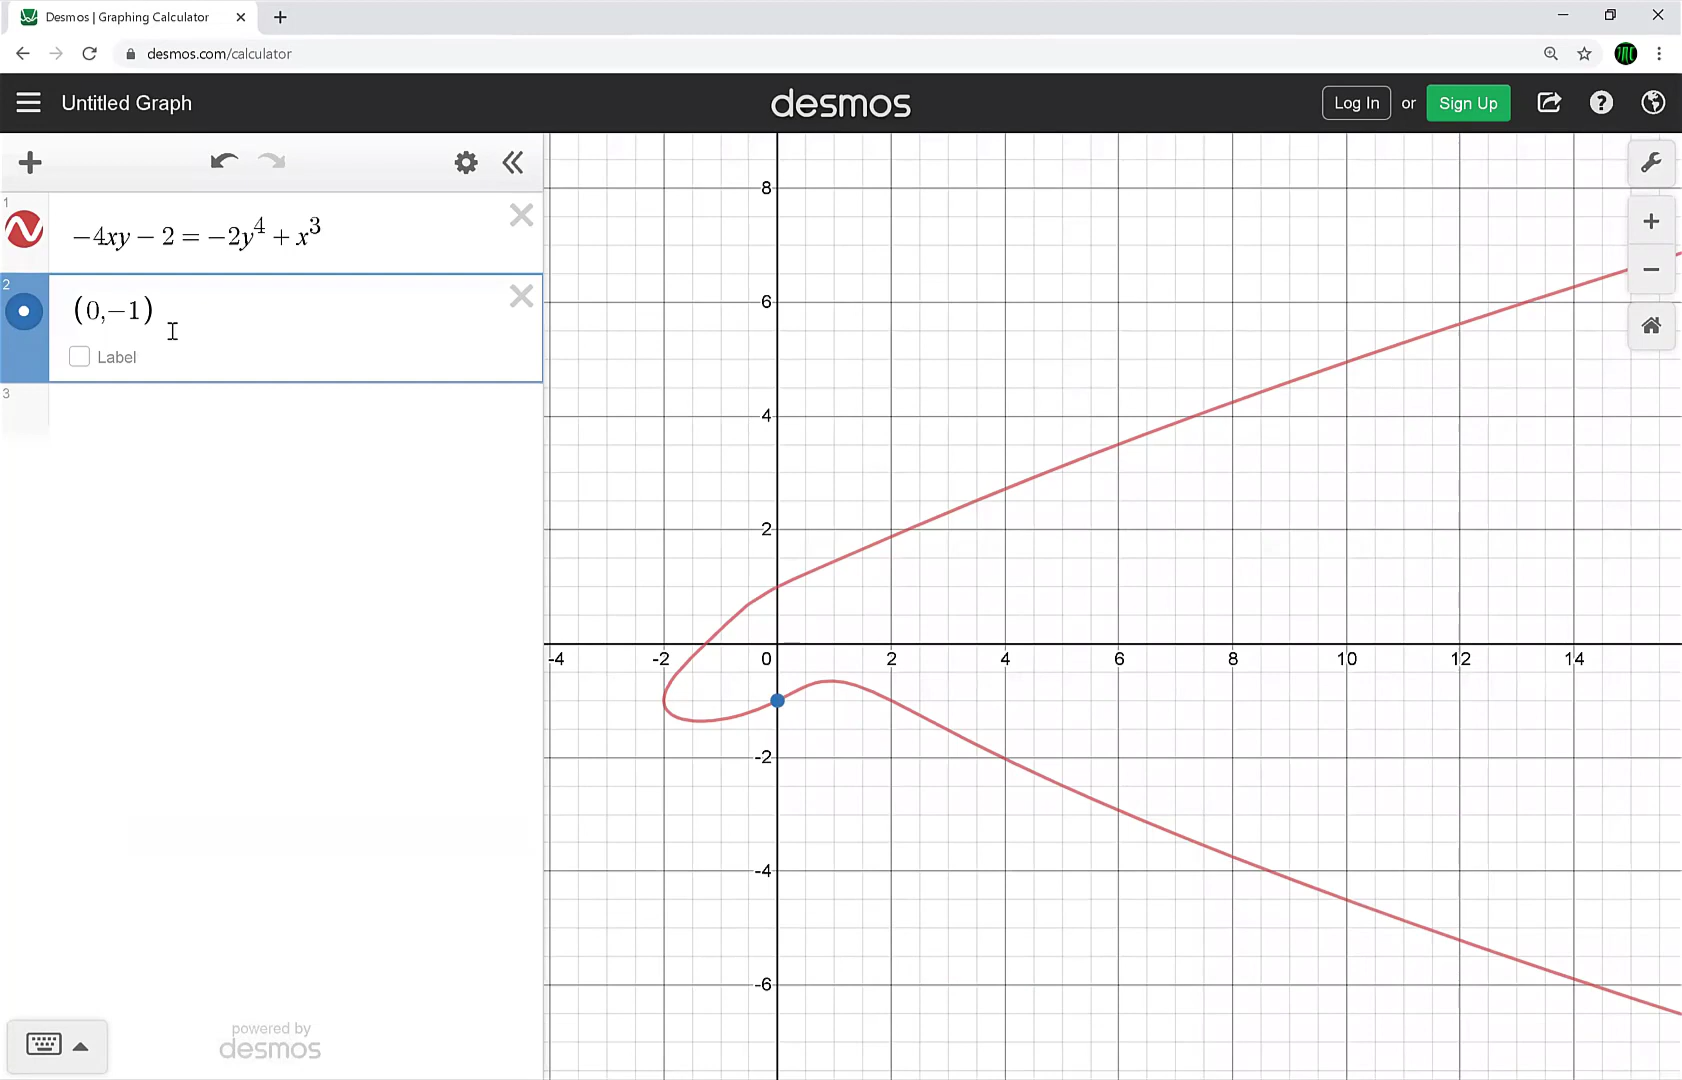 Desmos | Graphing Calculator
desmos.com/calculator
Untitled Graph
desmos
Log In or Sign Up
1
−4xy − 2 = −2y⁴ + x³
2
(0,−1)
Label
3
8
6
4
2
-4 -2 0 2 4 6 8 10 12 14
-2
-4
-6
powered by
desmos